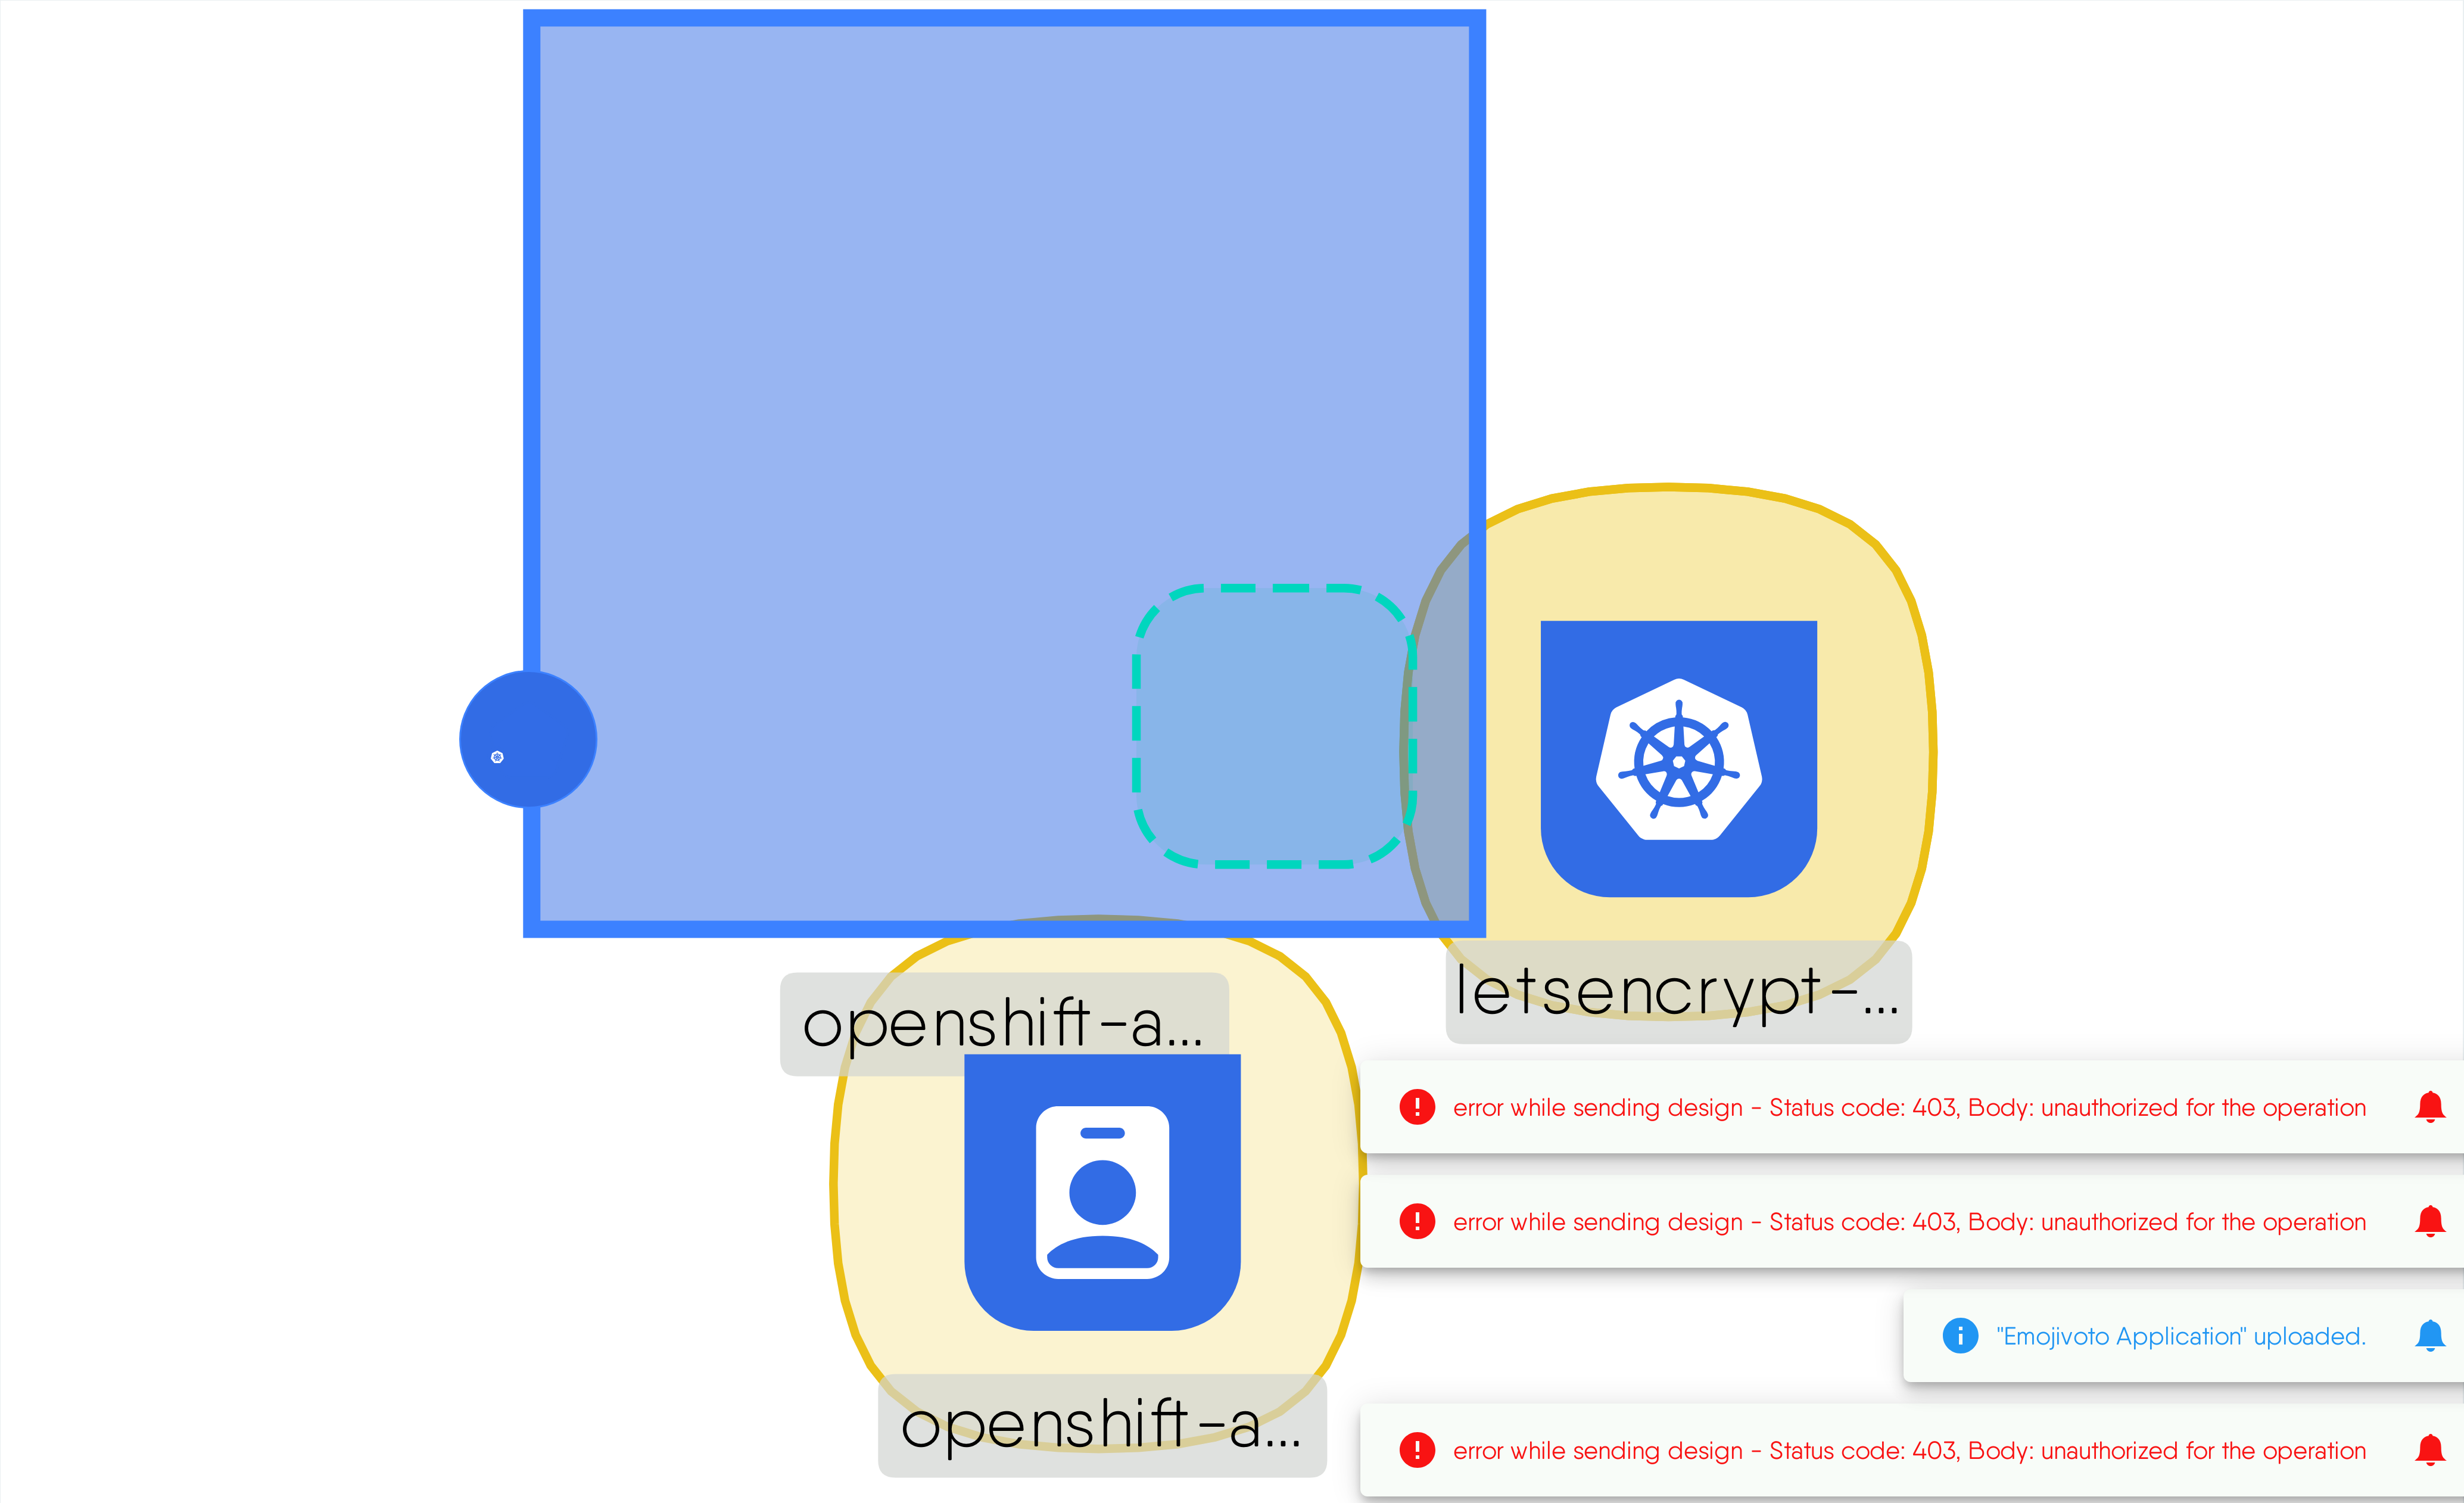 letsencrypt-...
openshift-a...
error while sending design - Status code: 403, Body: unauthorized for the operation
error while sending design - Status code: 403, Body: unauthorized for the operation
"Emojivoto Application" uploaded.
openshift-a...
error while sending design - Status code: 403, Body: unauthorized for the operation